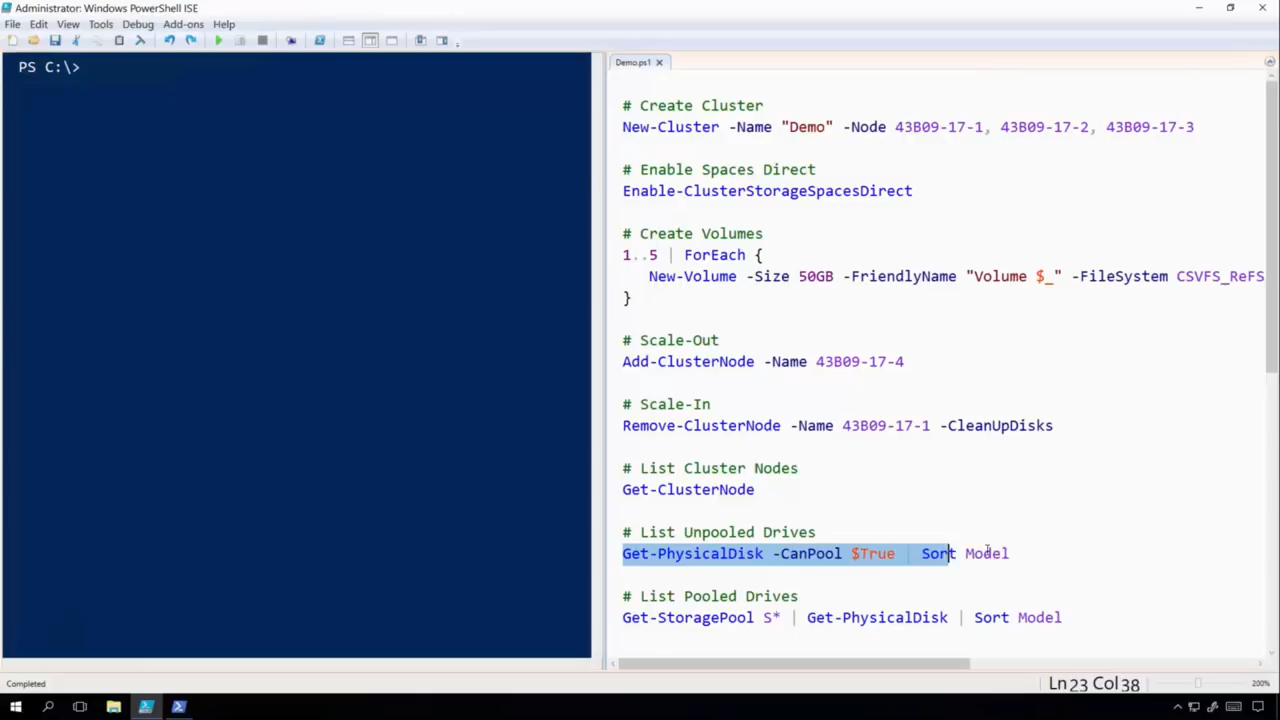 Administrator: Windows PowerShell ISE
File Edit View Tools Debug Add-ons Help
PS C:\>
Demo.ps1
# Create Cluster
New-Cluster -Name "Demo" -Node 43B09-17-1, 43B09-17-2, 43B09-17-3
# Enable Spaces Direct
Enable-ClusterStorageSpacesDirect
# Create Volumes
1..5 | ForEach {
New-Volume -Size 50GB -FriendlyName "Volume $_" -FileSystem CSVFS_ReFS
}
# Scale-Out
Add-ClusterNode -Name 43B09-17-4
# Scale-In
Remove-ClusterNode -Name 43B09-17-1 -CleanUpDisks
# List Cluster Nodes
Get-ClusterNode
# List Unpooled Drives
Get-PhysicalDisk -CanPool $True | Sort Model
# List Pooled Drives
Get-StoragePool S* | Get-PhysicalDisk | Sort Model
Completed
Ln 23 Col 38
200%